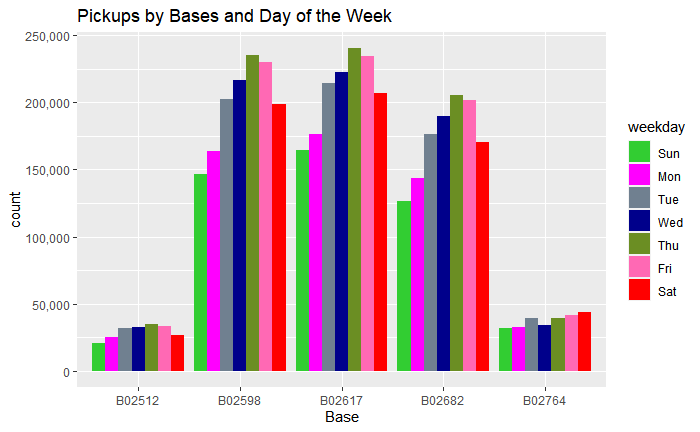 Pickups by Bases and Day of the Week
250,000
200,000
150,000
100,000
50,000
0
count
B02512 B02598 B02617 B02682 B02764
Base
weekday
Sun
Mon
Tue
Wed
Thu
Fri
Sat